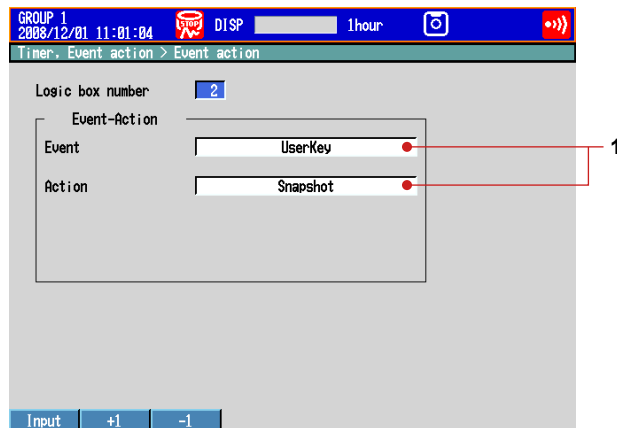 GROUP 1
2008/12/01 11:01:04
STOP
DISP
1hour
Timer, Event action > Event action
Logic box number 2
Event-Action
Event UserKey
1
Action Snapshot
Input +1 -1